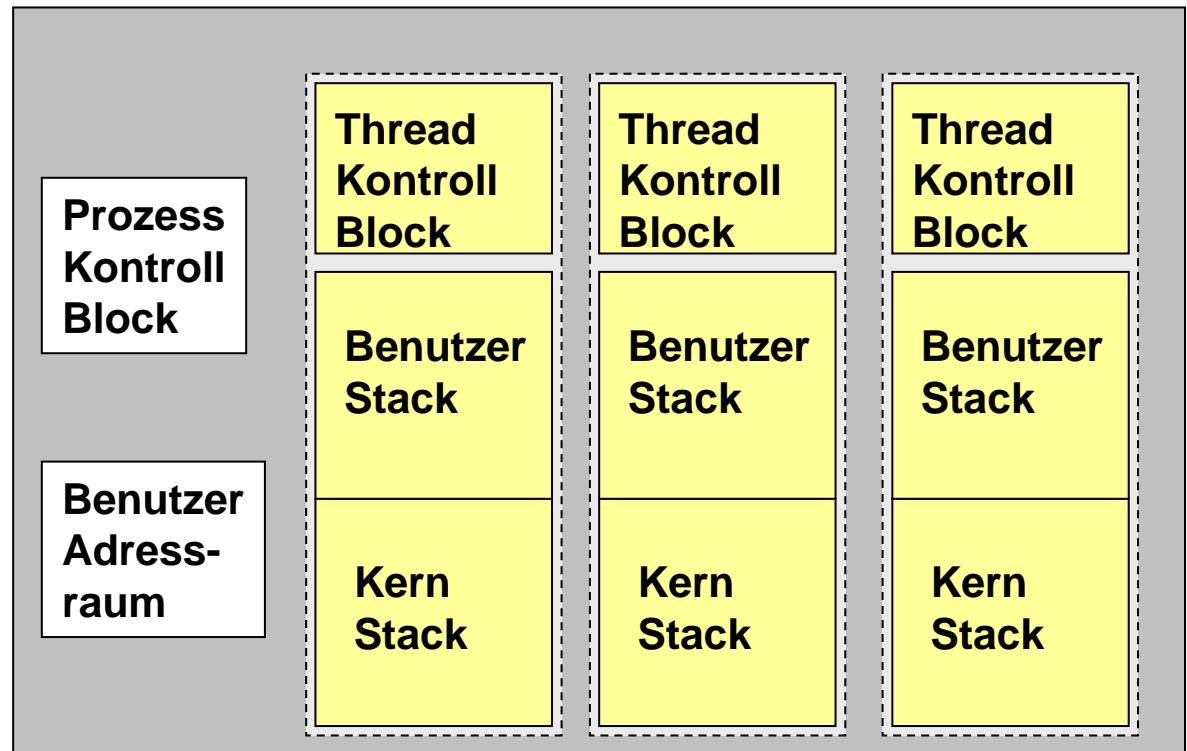 Prozess
Kontroll
Block
Benutzer
Adress-
raum
Thread
Kontroll
Block
Benutzer
Stack
Kern
Stack
Thread
Kontroll
Block
Benutzer
Stack
Kern
Stack
Thread
Kontroll
Block
Benutzer
Stack
Kern
Stack